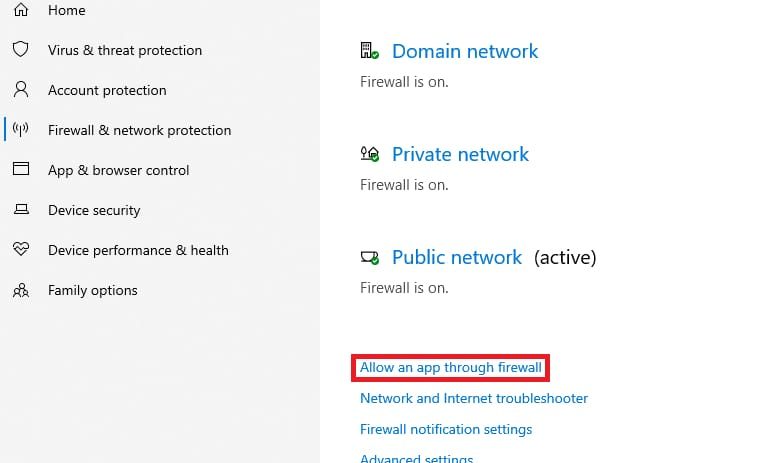 Home
Virus & threat protection
Account protection
Firewall & network protection
App & browser control
Device security
Device performance & health
Family options
Domain network
Firewall is on.
Private network
Firewall is on.
Public network (active)
Firewall is on.
Allow an app through firewall
Network and Internet troubleshooter
Firewall notification settings
Advanced settings